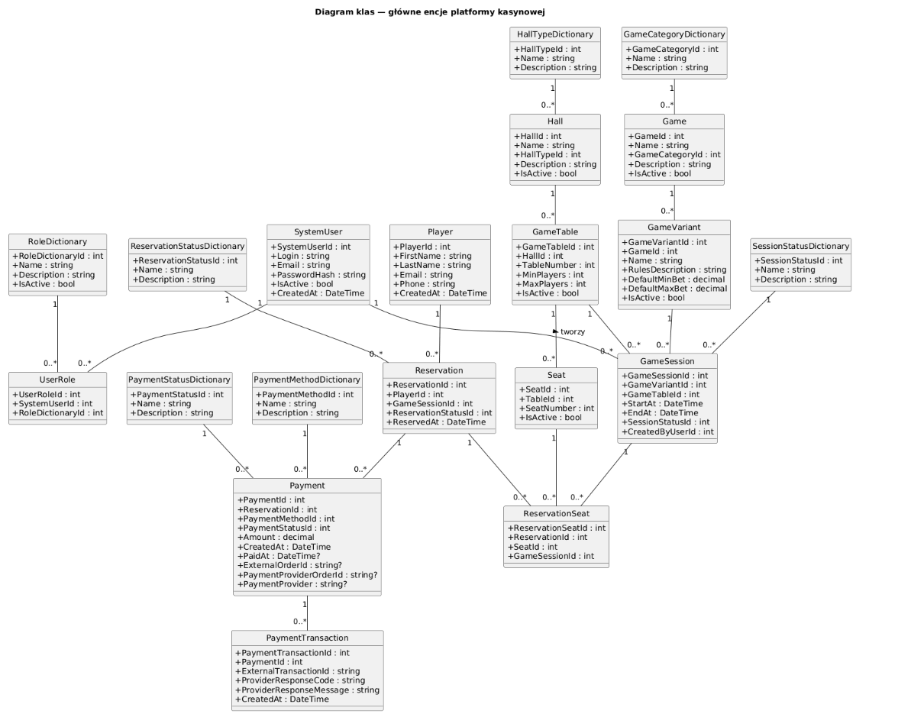 Diagram klas — główne encje platformy kasynowej
HallTypeDictionary
+HallTypeId : int
+Name : string
+Description : string
GameCategoryDictionary
+GameCategoryId : int
+Name : string
+Description : string
1
1
0..*
0..*
Hall
+HallId : int
+Name : string
+HallTypeId : int
+Description : string
+IsActive : bool
Game
+GameId : int
+Name : string
+GameCategoryId : int
+Description : string
+IsActive : bool
1
1
0..*
0..*
RoleDictionary
+RoleDictionaryId : int
+Name : string
+Description : string
+IsActive : bool
ReservationStatusDictionary
+ReservationStatusId : int
+Name : string
+Description : string
SystemUser
+SystemUserId : int
+Login : string
+Email : string
+PasswordHash : string
+IsActive : bool
+CreatedAt : DateTime
Player
+PlayerId : int
+FirstName : string
+LastName : string
+Email : string
+Phone : string
+CreatedAt : DateTime
GameTable
+GameTableId : int
+HallId : int
+TableNumber : int
+MinPlayers : int
+MaxPlayers : int
+IsActive : bool
GameVariant
+GameVariantId : int
+GameId : int
+Name : string
+RulesDescription : string
+DefaultMinBet : decimal
+DefaultMaxBet : decimal
+IsActive : bool
SessionStatusDictionary
+SessionStatusId : int
+Name : string
+Description : string
1
1
1
1
1
1
1
1
1
tworzy
0..*
0..*
0..*
0..*
0..*
0..*
0..*
0..*
0..*
UserRole
+UserRoleId : int
+SystemUserId : int
+RoleDictionaryId : int
PaymentStatusDictionary
+PaymentStatusId : int
+Name : string
+Description : string
PaymentMethodDictionary
+PaymentMethodId : int
+Name : string
+Description : string
Reservation
+ReservationId : int
+PlayerId : int
+GameSessionId : int
+ReservationStatusId : int
+ReservedAt : DateTime
Seat
+SeatId : int
+TableId : int
+SeatNumber : int
+IsActive : bool
GameSession
+GameSessionId : int
+GameVariantId : int
+GameTableId : int
+StartAt : DateTime
+EndAt : DateTime
+SessionStatusId : int
+CreatedByUserId : int
1
1
1
1
1
1
0..*
0..*
0..*
0..*
0..*
0..*
Payment
+PaymentId : int
+ReservationId : int
+PaymentMethodId : int
+PaymentStatusId : int
+Amount : decimal
+CreatedAt : DateTime
+PaidAt : DateTime?
+ExternalOrderId : string?
+PaymentProviderOrderId : string?
+PaymentProvider : string?
ReservationSeat
+ReservationSeatId : int
+ReservationId : int
+SeatId : int
+GameSessionId : int
1
0..*
PaymentTransaction
+PaymentTransactionId : int
+PaymentId : int
+ExternalTransactionId : string
+ProviderResponseCode : string
+ProviderResponseMessage : string
+CreatedAt : DateTime